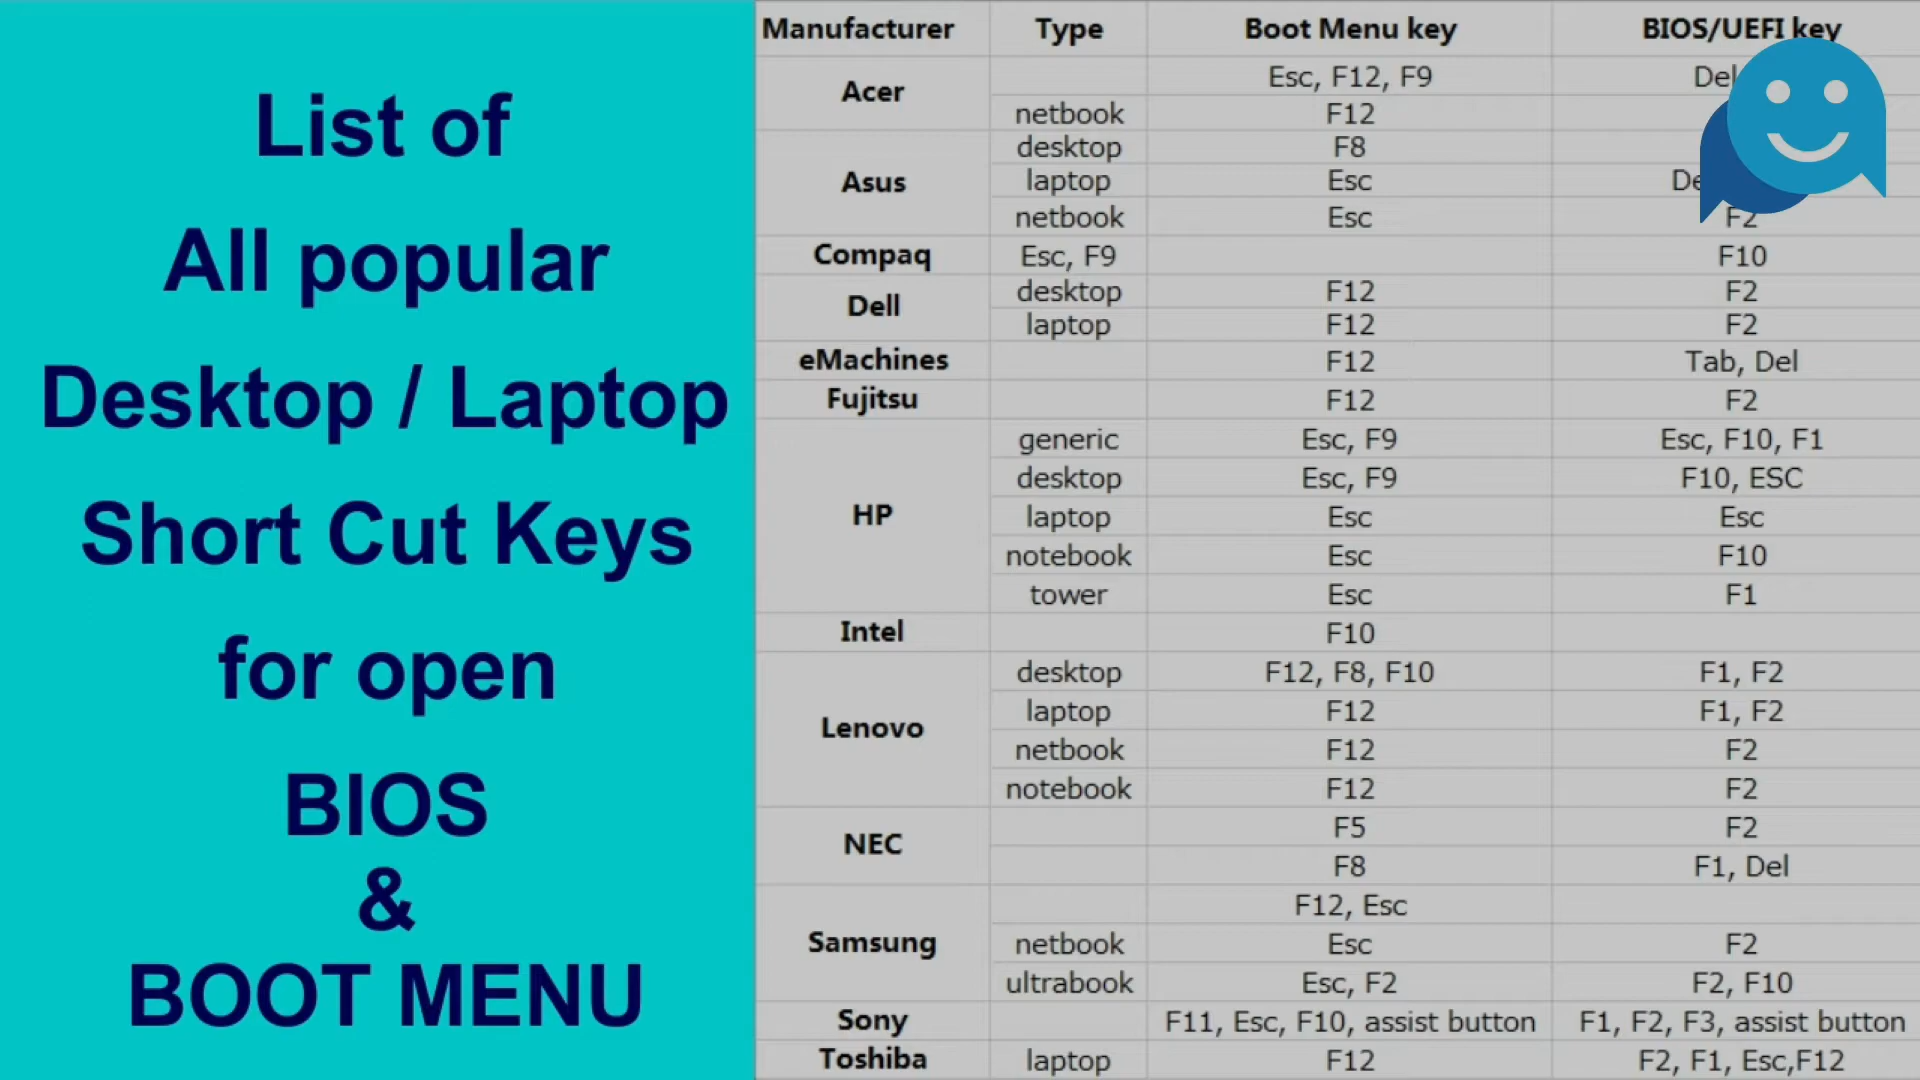 List of
All popular
Desktop / Laptop
Short Cut Keys
for open
BIOS
&
BOOT MENU
Manufacturer Type Boot Menu key BIOS/UEFI key
Acer
Esc, F12, F9 Del
netbook F12
Asus
desktop F8
laptop Esc
netbook Esc F2
Compaq Esc, F9 F10
Dell
desktop F12 F2
laptop F12 F2
eMachines F12 Tab, Del
Fujitsu F12 F2
HP
generic Esc, F9 Esc, F10, F1
desktop Esc, F9 F10, ESC
laptop Esc Esc
notebook Esc F10
tower Esc F1
Intel F10
Lenovo
desktop F12, F8, F10 F1, F2
laptop F12 F1, F2
netbook F12 F2
notebook F12 F2
NEC
F5 F2
F8 F1, Del
Samsung
F12, Esc
netbook Esc F2
ultrabook Esc, F2 F2, F10
Sony F11, Esc, F10, assist button F1, F2, F3, assist button
Toshiba laptop F12 F2, F1, Esc,F12